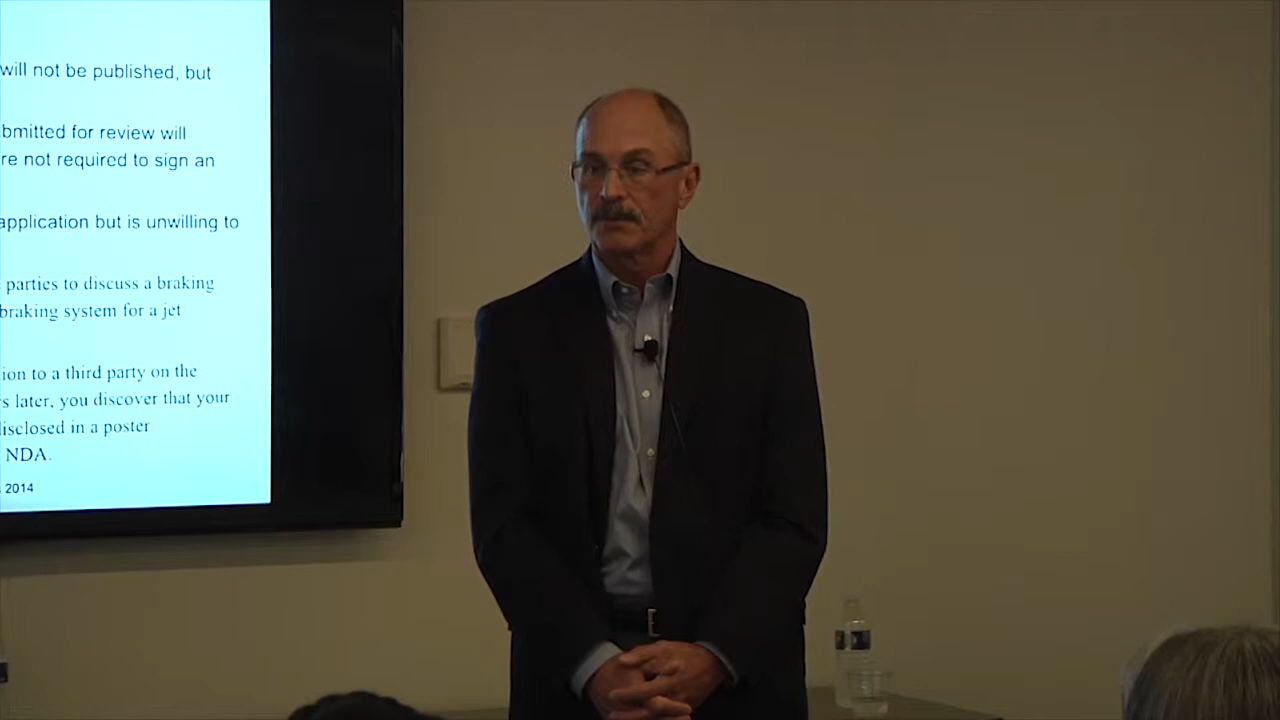 will not be published, but
bmitted for review will
re not required to sign an
application but is unwilling to
parties to discuss a braking
braking system for a jet
ion to a third party on the
s later, you discover that your
isclosed in a poster
NDA.
2014